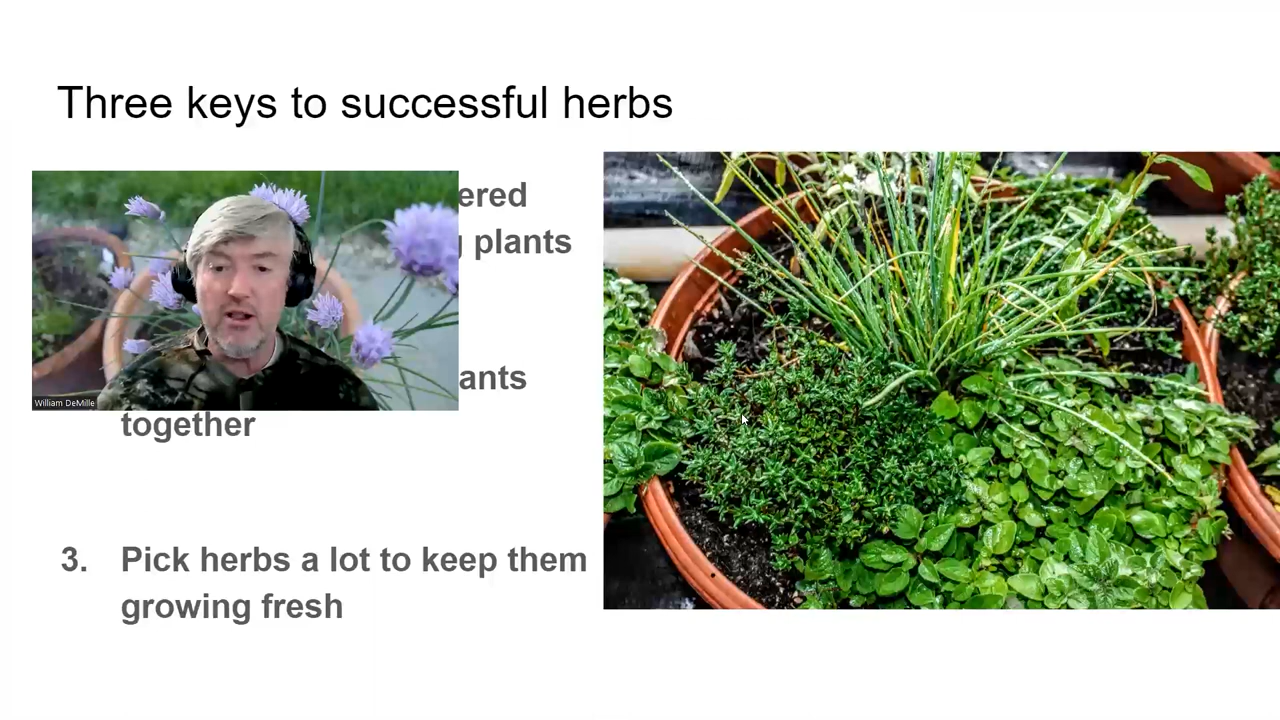 Three keys to successful herbs
ered
plants
ants
together
William DeMille
3. Pick herbs a lot to keep them
growing fresh